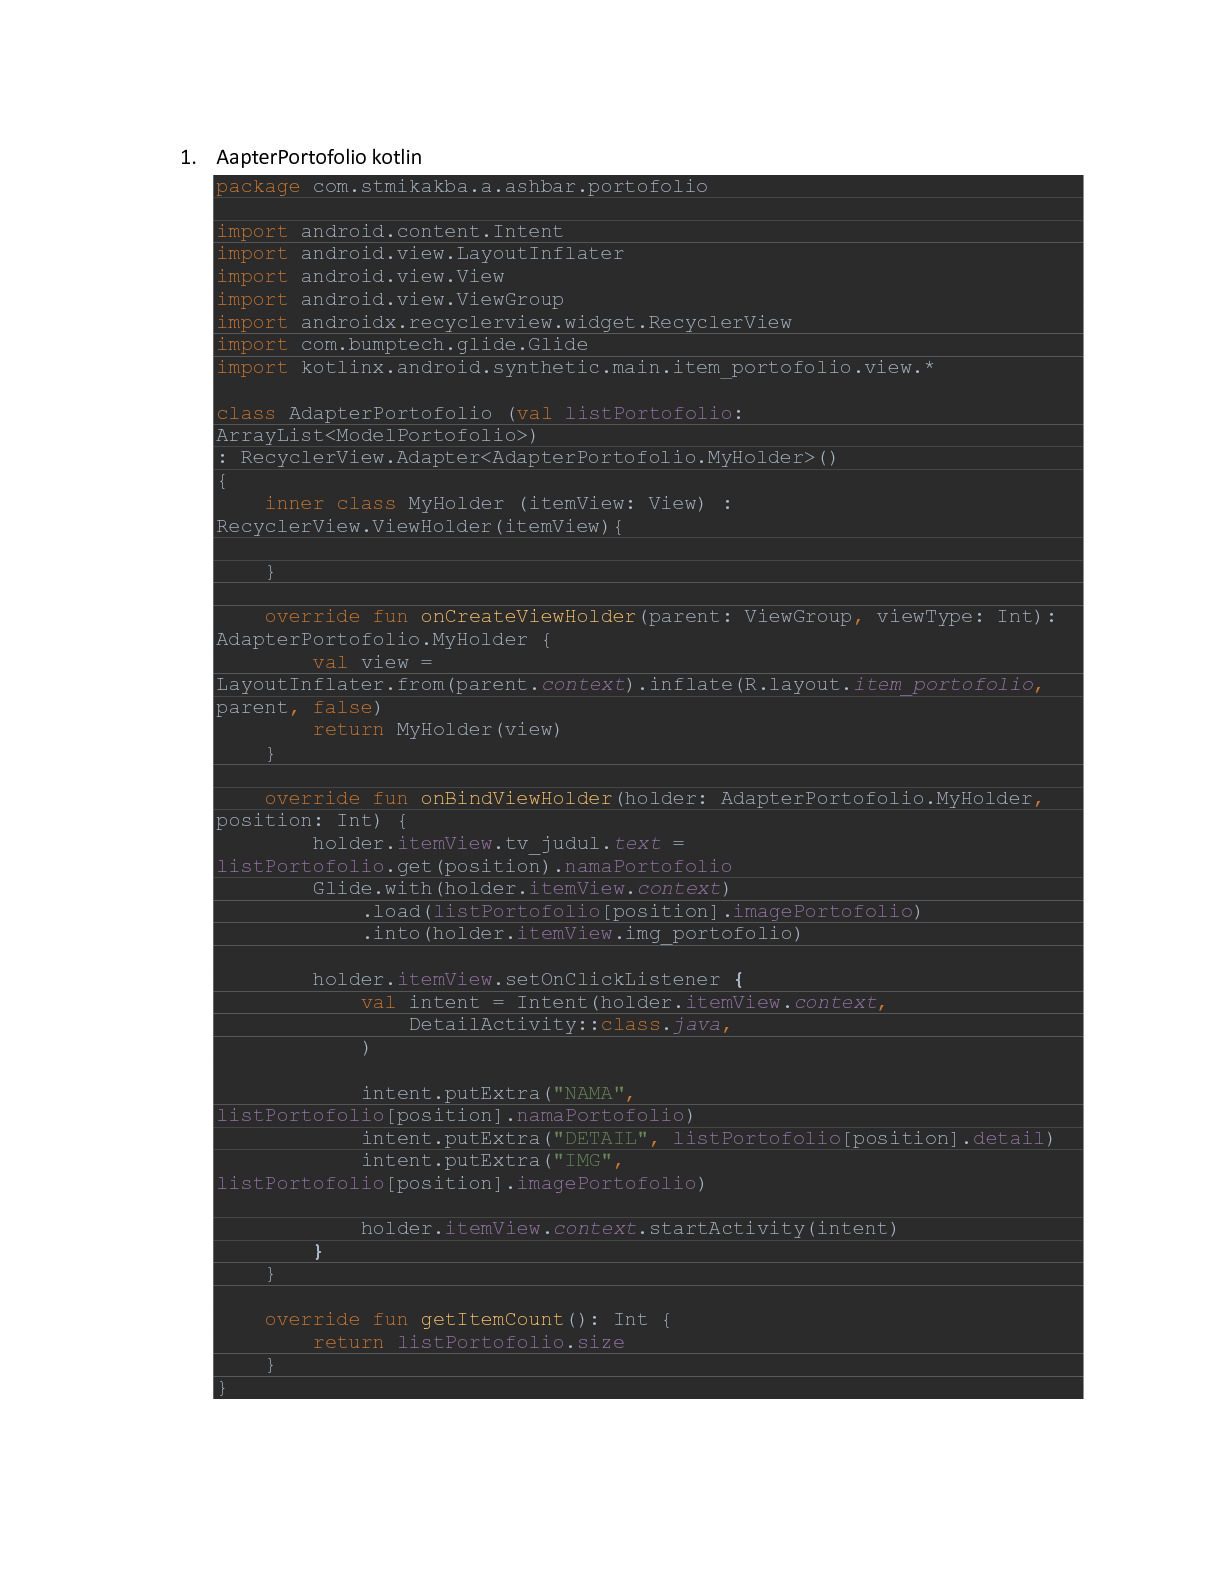 1. AapterPortofolio kotlin
package com.stmikakba.a.ashbar.portofolio
import android.content.Intent
import android.view.LayoutInflater
import android.view.View
import android.view.ViewGroup
import androidx.recyclerview.widget.RecyclerView
import com.bumptech.glide.Glide
import kotlinx.android.synthetic.main.item_portofolio.view.*
class AdapterPortofolio (val listPortofolio:
ArrayList<ModelPortofolio>)
: RecyclerView.Adapter<AdapterPortofolio.MyHolder>()
{
    inner class MyHolder (itemView: View) :
RecyclerView.ViewHolder(itemView){
    }
    override fun onCreateViewHolder(parent: ViewGroup, viewType: Int):
AdapterPortofolio.MyHolder {
        val view =
LayoutInflater.from(parent.context).inflate(R.layout.item_portofolio,
parent, false)
        return MyHolder(view)
    }
    override fun onBindViewHolder(holder: AdapterPortofolio.MyHolder,
position: Int) {
        holder.itemView.tv_judul.text =
listPortofolio.get(position).namaPortofolio
        Glide.with(holder.itemView.context)
            .load(listPortofolio[position].imagePortofolio)
            .into(holder.itemView.img_portofolio)
        holder.itemView.setOnClickListener {
            val intent = Intent(holder.itemView.context,
                DetailActivity::class.java,
            )
            intent.putExtra("NAMA",
listPortofolio[position].namaPortofolio)
            intent.putExtra("DETAIL", listPortofolio[position].detail)
            intent.putExtra("IMG",
listPortofolio[position].imagePortofolio)
            holder.itemView.context.startActivity(intent)
        }
    }
    override fun getItemCount(): Int {
        return listPortofolio.size
    }
}